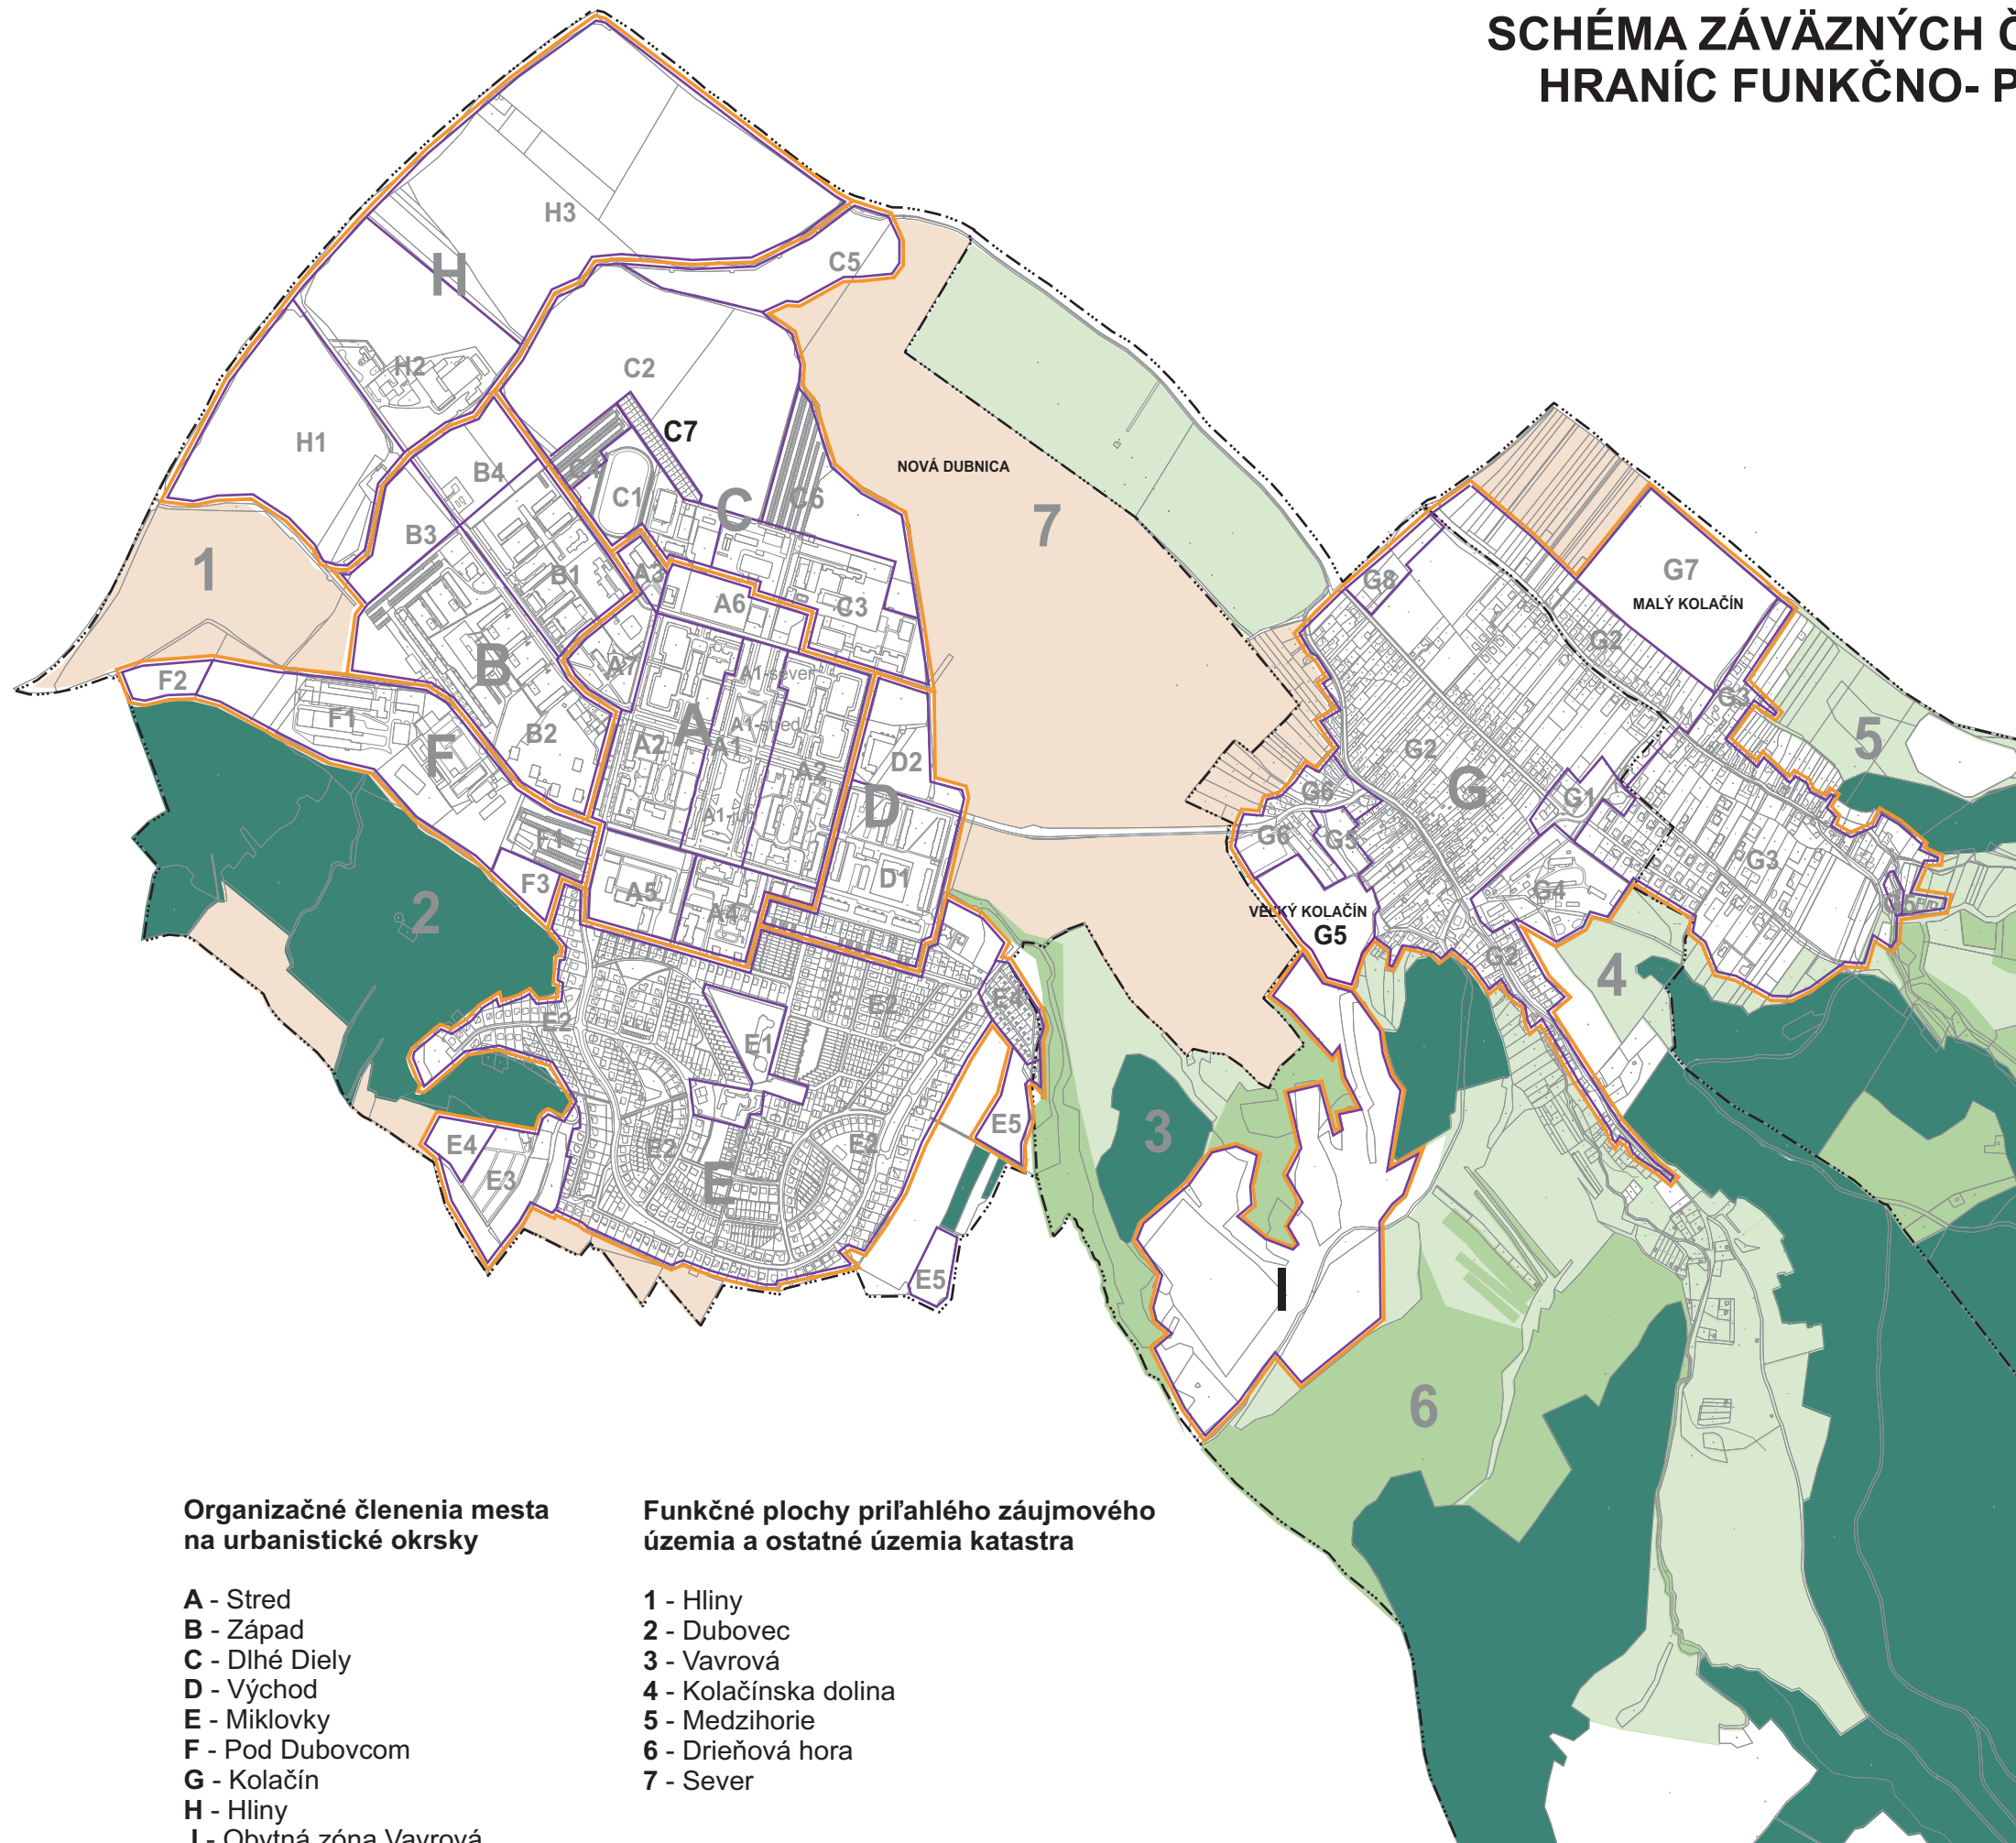 SCHÉMA ZÁVÄZNÝCH
HRANÍC FUNKČNO- P
H3
C5
H
H2
C2
H1
C7
NOVÁ DUBNICA
B4
C1
C6
C
7
B3
1
B1
A3
A6
C3
G8
G7
MALÝ KOLAČÍN
G2
B
A7
A1-sever
F2
G3
F1
A
A1-stred
A1
A2
A2
B2
F
D2
G2
5
D
G
G6
G1
A1-juh
G6
G5
F1
F3
D1
G3
A5
A4
G4
2
VEĽKÝ KOLAČÍN
G5
G2
4
E2
E4
E2
E1
3
E4
E3
E2
E2
E5
E
E5
I
6
Organizačné členenia mesta
na urbanistické okrsky
A - Stred
B - Západ
C - Dlhé Diely
D - Východ
E - Miklovky
F - Pod Dubovcom
G - Kolačín
H - Hliny
I - Obytná zóna Vavrová
Funkčné plochy priľahlého záujmového
územia a ostatné územia katastra
1 - Hliny
2 - Dubovec
3 - Vavrová
4 - Kolačínska dolina
5 - Medzihorie
6 - Drieňová hora
7 - Sever